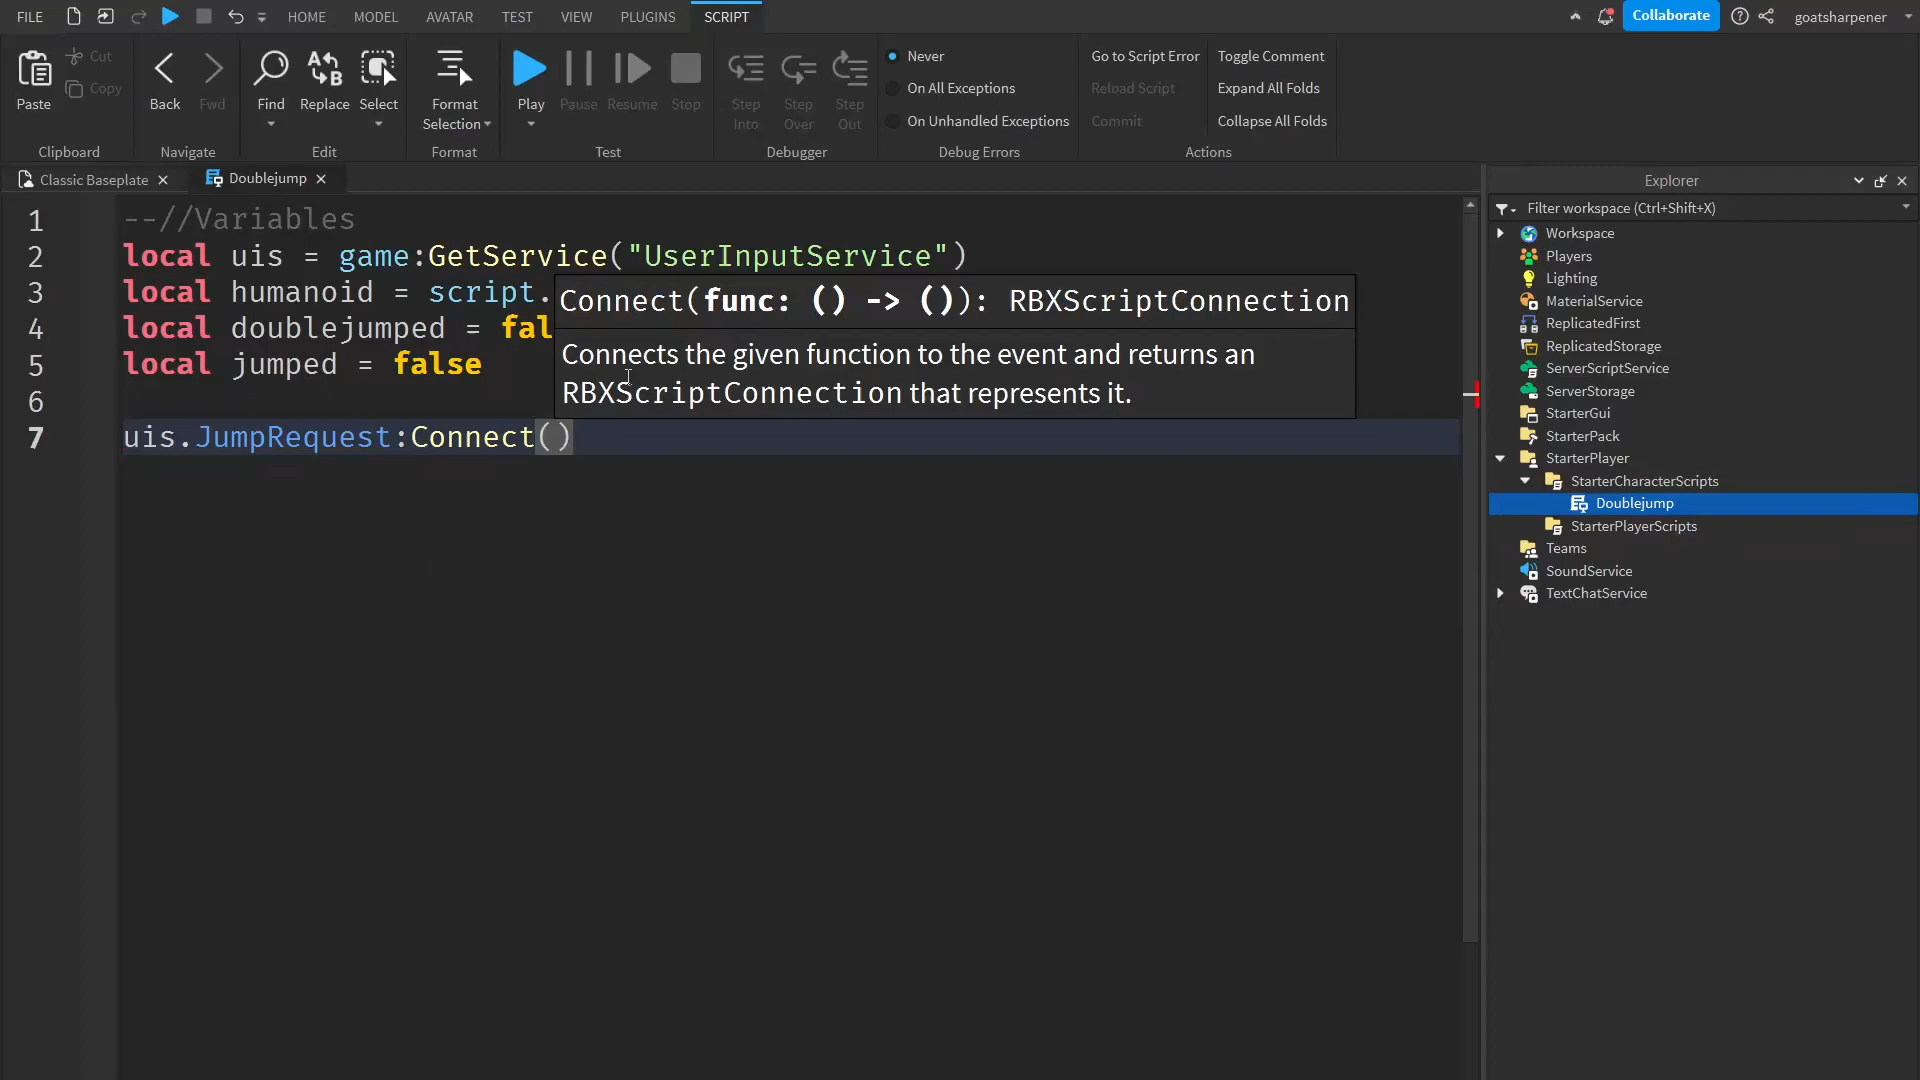 FILE HOME MODEL AVATAR TEST VIEW PLUGINS SCRIPT Collaborate goatsharpener
Paste Cut Copy Back Fwd Find Replace Select Format Selection Play Pause Resume Stop Step Into Step Over Step Out
Never
On All Exceptions
On Unhandled Exceptions
Go to Script Error
Reload Script
Commit
Toggle Comment
Expand All Folds
Collapse All Folds
Clipboard Navigate Edit Format Test Debugger Debug Errors Actions
Classic Baseplate Doublejump
1 --//Variables
2 local uis = game:GetService("UserInputService")
3 local humanoid = script.
4 local doublejumped = fal
5 local jumped = false
6
7 uis.JumpRequest:Connect()
Connect(func: () -> ()): RBXScriptConnection
Connects the given function to the event and returns an
RBXScriptConnection that represents it.
Explorer
Filter workspace (Ctrl+Shift+X)
Workspace
Players
Lighting
MaterialService
ReplicatedFirst
ReplicatedStorage
ServerScriptService
ServerStorage
StarterGui
StarterPack
StarterPlayer
StarterCharacterScripts
Doublejump
StarterPlayerScripts
Teams
SoundService
TextChatService